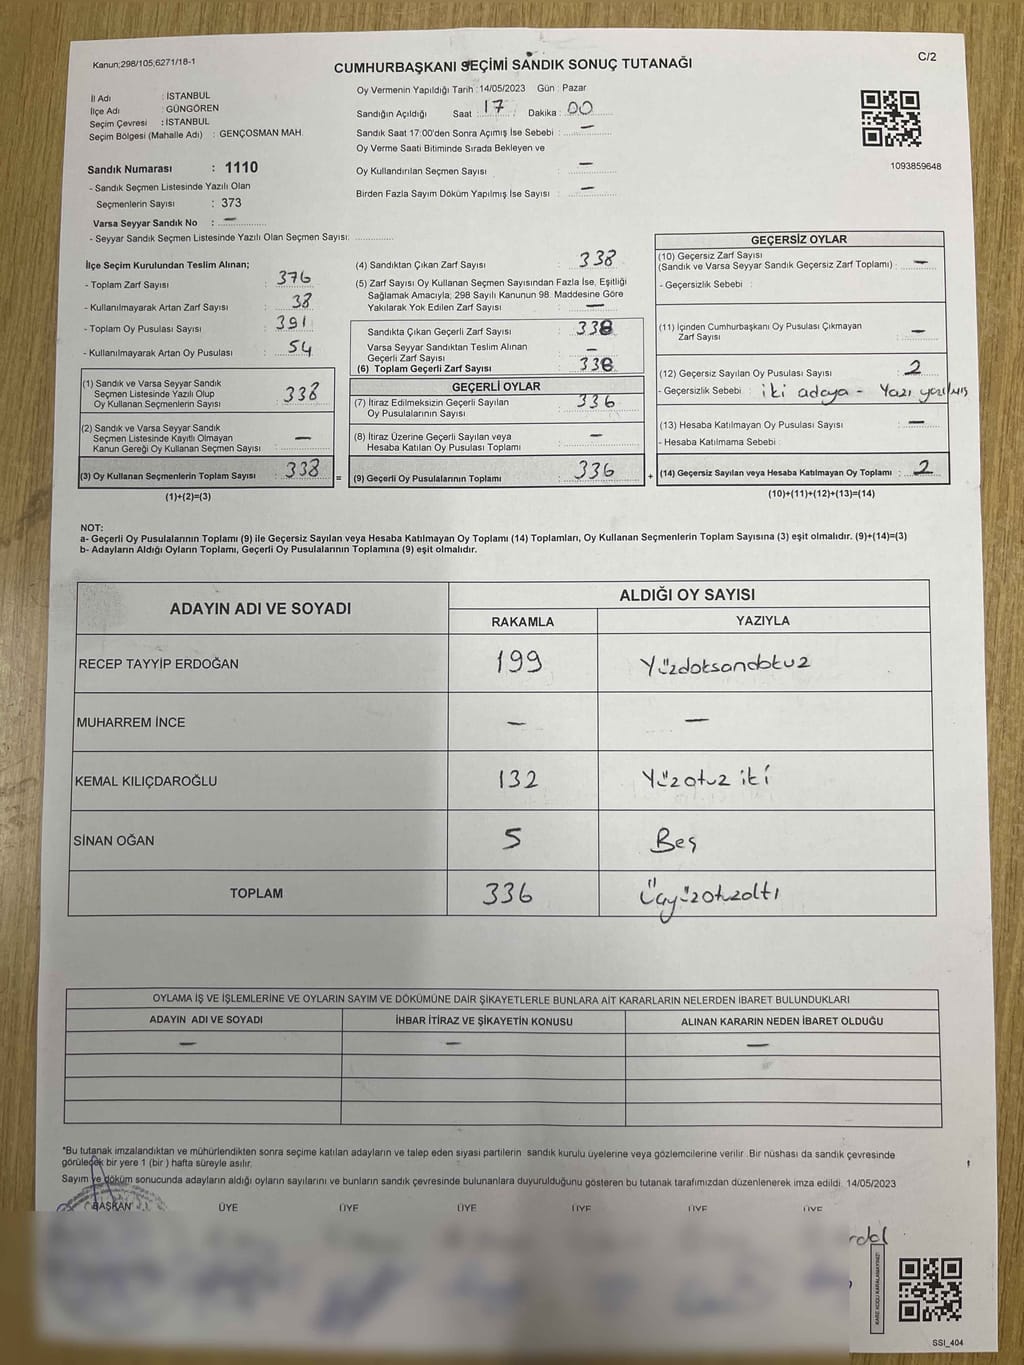 Kanun;298/105;6271/18-1
C/2
CUMHURBAŞKANI SEÇİMİ SANDIK SONUÇ TUTANAĞI
İl Adı : İSTANBUL
İlçe Adı : GÜNGÖREN
Seçim Çevresi : İSTANBUL
Seçim Bölgesi (Mahalle Adı) : GENÇOSMAN MAH.
Sandık Numarası : 1110
- Sandık Seçmen Listesinde Yazılı Olan
Seçmenlerin Sayısı : 373
Varsa Seyyar Sandık No : —
- Seyyar Sandık Seçmen Listesinde Yazılı Olan Seçmen Sayısı: ..............
Oy Vermenin Yapıldığı Tarih : 14/05/2023 Gün : Pazar
Sandığın Açıldığı Saat : 17 Dakika : 00
Sandık Saat 17:00'den Sonra Açımış İse Sebebi : —
Oy Verme Saati Bitiminde Sırada Bekleyen ve
Oy Kullandırılan Seçmen Sayısı : —
Birden Fazla Sayım Döküm Yapılmış İse Sayısı : —
1093859648
İlçe Seçim Kurulundan Teslim Alınan;
- Toplam Zarf Sayısı : 376
- Kullanılmayarak Artan Zarf Sayısı : 38
- Toplam Oy Pusulası Sayısı : 391
- Kullanılmayarak Artan Oy Pusulası : 54
(1) Sandık ve Varsa Seyyar Sandık
Seçmen Listesinde Yazılı Olup
Oy Kullanan Seçmenlerin Sayısı : 338
(2) Sandık ve Varsa Seyyar Sandık
Seçmen Listesinde Kayıtlı Olmayan
Kanun Gereği Oy Kullanan Seçmen Sayısı : —
(3) Oy Kullanan Seçmenlerin Toplam Sayısı : 338 =
(1)+(2)=(3)
(4) Sandıktan Çıkan Zarf Sayısı : 338
(5) Zarf Sayısı Oy Kullanan Seçmen Sayısından Fazla İse, Eşitliği
Sağlamak Amacıyla; 298 Sayılı Kanunun 98. Maddesine Göre
Yakılarak Yok Edilen Zarf Sayısı : —
Sandıkta Çıkan Geçerli Zarf Sayısı : 338
Varsa Seyyar Sandıktan Teslim Alınan
Geçerli Zarf Sayısı : —
(6) Toplam Geçerli Zarf Sayısı : 338
GEÇERLİ OYLAR
(7) İtiraz Edilmeksizin Geçerli Sayılan
Oy Pusulalarının Sayısı : 336
(8) İtiraz Üzerine Geçerli Sayılan veya
Hesaba Katılan Oy Pusulası Toplamı : —
(9) Geçerli Oy Pusulalarının Toplamı : 336 +
GEÇERSİZ OYLAR
(10) Geçersiz Zarf Sayısı
(Sandık ve Varsa Seyyar Sandık Geçersiz Zarf Toplamı) : —
- Geçersizlik Sebebi :
(11) İçinden Cumhurbaşkanı Oy Pusulası Çıkmayan
Zarf Sayısı : —
(12) Geçersiz Sayılan Oy Pusulası Sayısı : 2
- Geçersizlik Sebebi : iki adaya - Yazı yazılmış
(13) Hesaba Katılmayan Oy Pusulası Sayısı : —
- Hesaba Katılmama Sebebi :
(14) Geçersiz Sayılan veya Hesaba Katılmayan Oy Toplamı : 2
(10)+(11)+(12)+(13)=(14)
NOT:
a- Geçerli Oy Pusulalarının Toplamı (9) ile Geçersiz Sayılan veya Hesaba Katılmayan Oy Toplamı (14) Toplamları, Oy Kullanan Seçmenlerin Toplam Sayısına (3) eşit olmalıdır. (9)+(14)=(3)
b- Adayların Aldığı Oyların Toplamı, Geçerli Oy Pusulalarının Toplamına (9) eşit olmalıdır.
ADAYIN ADI VE SOYADI
ALDIĞI OY SAYISI
RAKAMLA YAZIYLA
RECEP TAYYİP ERDOĞAN 199 Yüzdoksandokuz
MUHARREM İNCE — —
KEMAL KILIÇDAROĞLU 132 Yüzotuz iki
SİNAN OĞAN 5 Beş
TOPLAM 336 Üçyüzotuzaltı
OYLAMA İŞ VE İŞLEMLERİNE VE OYLARIN SAYIM VE DÖKÜMÜNE DAİR ŞİKAYETLERLE BUNLARA AİT KARARLARIN NELERDEN İBARET BULUNDUKLARI
ADAYIN ADI VE SOYADI İHBAR İTİRAZ VE ŞİKAYETİN KONUSU ALINAN KARARIN NEDEN İBARET OLDUĞU
— — —
*Bu tutanak imzalandıktan ve mühürlendikten sonra seçime katılan adayların ve talep eden siyasi partilerin sandık kurulu üyelerine veya gözlemcilerine verilir. Bir nüshası da sandık çevresinde
görülecek bir yere 1 (bir ) hafta süreyle asılır.
Sayım ve döküm sonucunda adayların aldığı oyların sayılarını ve bunların sandık çevresinde bulunanlara duyurulduğunu gösteren bu tutanak tarafımızdan düzenlenerek imza edildi. 14/05/2023
BAŞKAN ÜYE ÜYE ÜYE ÜYE ÜYE ÜYE
KARE KODU KARALAMAYINIZ!
SSI_404